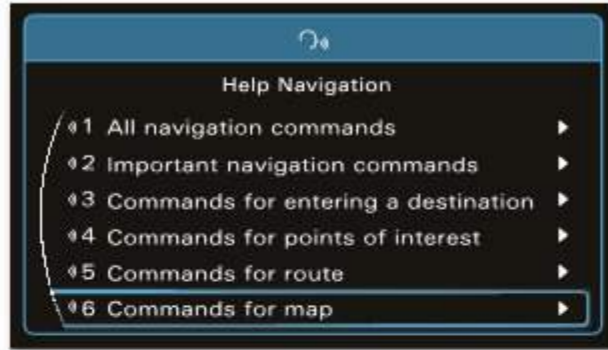 Help Navigation
1 All navigation commands
2 Important navigation commands
3 Commands for entering a destination
4 Commands for points of interest
5 Commands for route
6 Commands for map